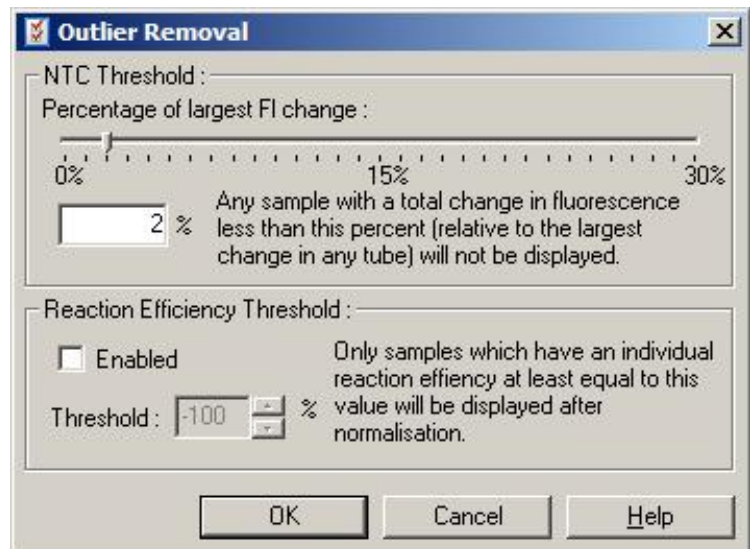 Outlier Removal
NTC Threshold :
Percentage of largest Fl change :
0% 15% 30%
2 % Any sample with a total change in fluorescence
less than this percent (relative to the largest
change in any tube) will not be displayed.
Reaction Efficiency Threshold :
Enabled Only samples which have an individual
reaction effiency at least equal to this
Threshold : -100 % value will be displayed after
normalisation.
OK Cancel Help